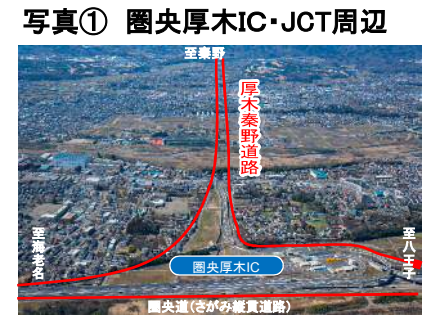 写真① 圏央厚木IC・JCT周辺
至秦野
厚木秦野道路
至海老名
至八王子
圏央厚木IC
圏央道(さがみ縦貫道路)